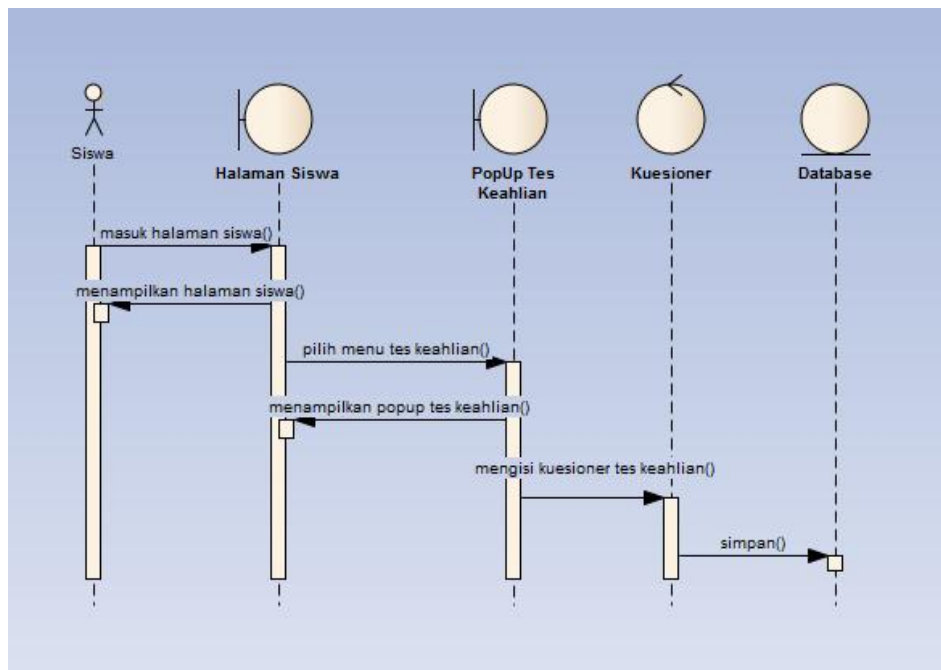 Siswa
Halaman Siswa
PopUp Tes
Keahlian
Kuesioner
Database
masuk halaman siswa()
menampilkan halaman siswa()
pilih menu tes keahlian()
menampilkan popup tes keahlian()
mengisi kuesioner tes keahlian()
simpan()